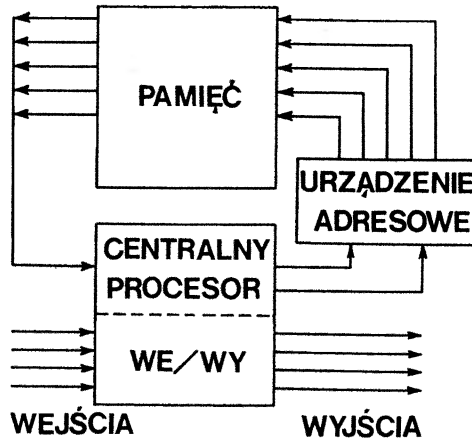 PAMIĘĆ
URZĄDZENIE
ADRESOWE
CENTRALNY
PROCESOR
WE/WY
WEJŚCIA
WYJŚCIA